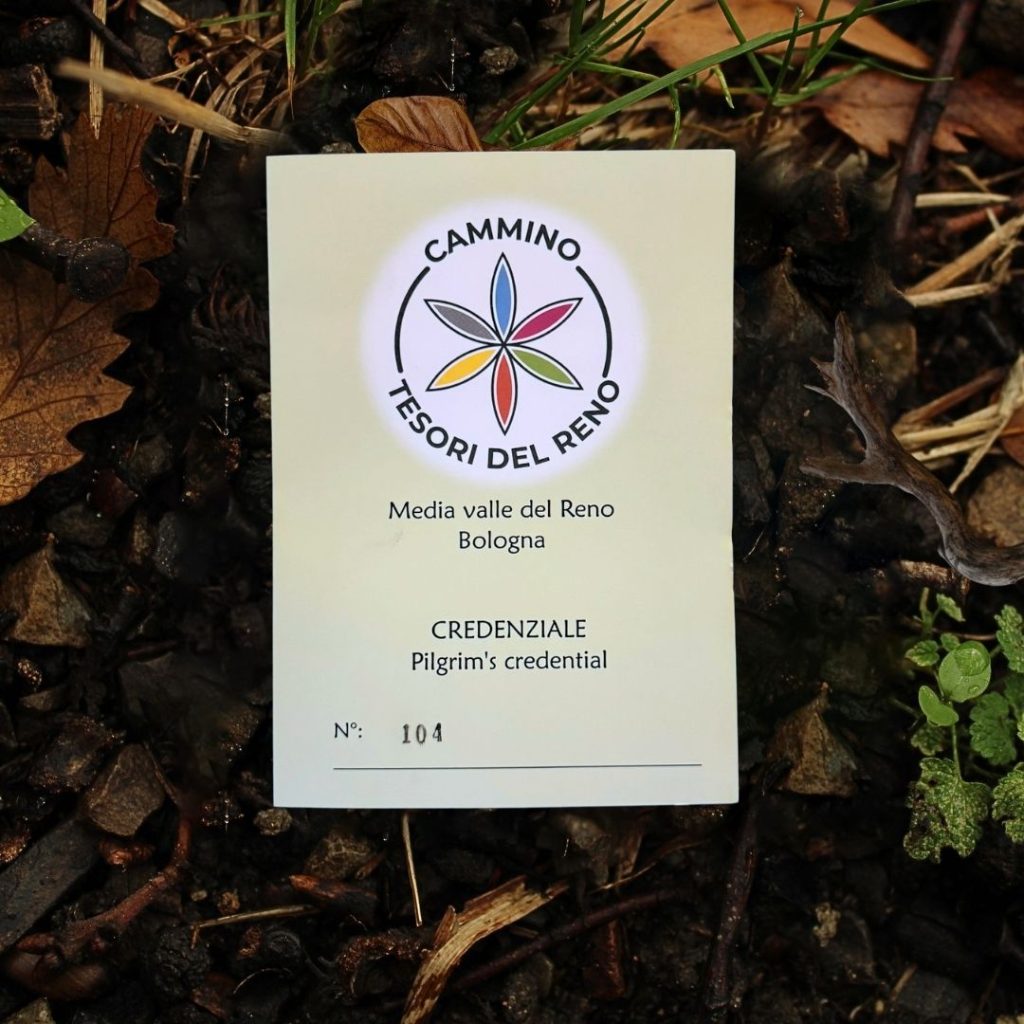 CAMMINO
TESORI DEL RENO
Media valle del Reno
Bologna
CREDENZIALE
Pilgrim's credential
N°: 104